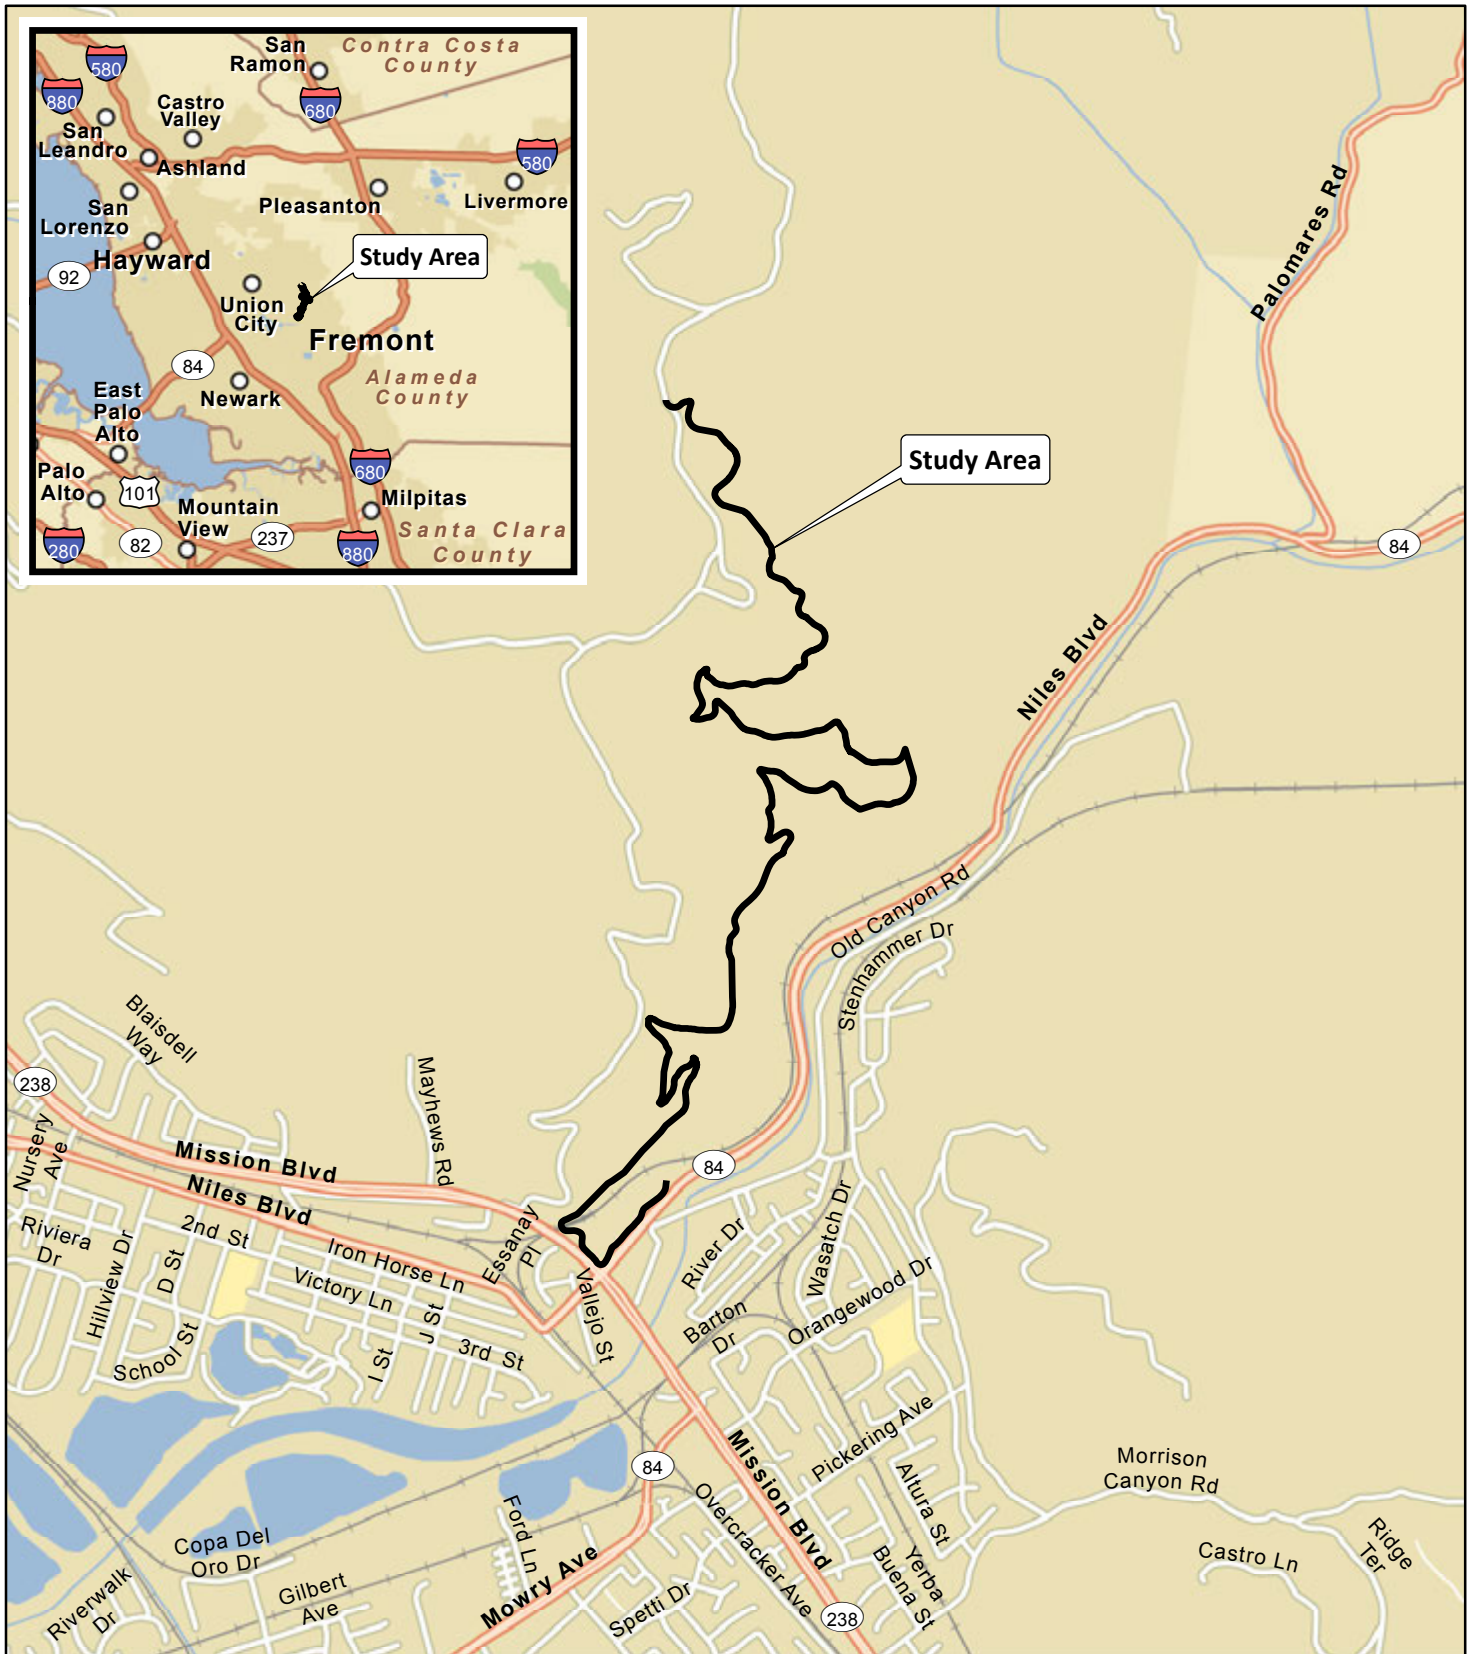 San
Ramon
Contra Costa
County
580
880
680
Castro
Valley
San
Leandro
Ashland
580
San
Lorenzo
Pleasanton
Livermore
Hayward
92
Study Area
Union
City
Fremont
84
Alameda
County
East
Palo
Alto
Newark
Palo
Alto
101
680
Milpitas
Mountain
View
237
Santa Clara
County
280
82
880
Palomares Rd
Study Area
84
Niles Blvd
Old Canyon Rd
Stenhammer Dr
Blaisdell
Way
238
Mayhews Rd
Nursery
Ave
Mission Blvd
84
Niles Blvd
Riviera
Dr
Hillview Dr
D St
2nd St
Iron Horse Ln
Essanay
Pl
River Dr
Wasatch Dr
Victory Ln
Vallejo St
Orangewood Dr
Barton
Dr
School St
I St
J St
3rd St
Pickering Ave
Mission Blvd
84
Altura St
Morrison
Canyon Rd
Copa Del
Oro Dr
Ford Ln
Overcracker Ave
Ridge
Ter
Castro Ln
Riverwalk
Dr
Gilbert
Ave
Mowry Ave
Spetti Dr
Yerba
Buena St
238